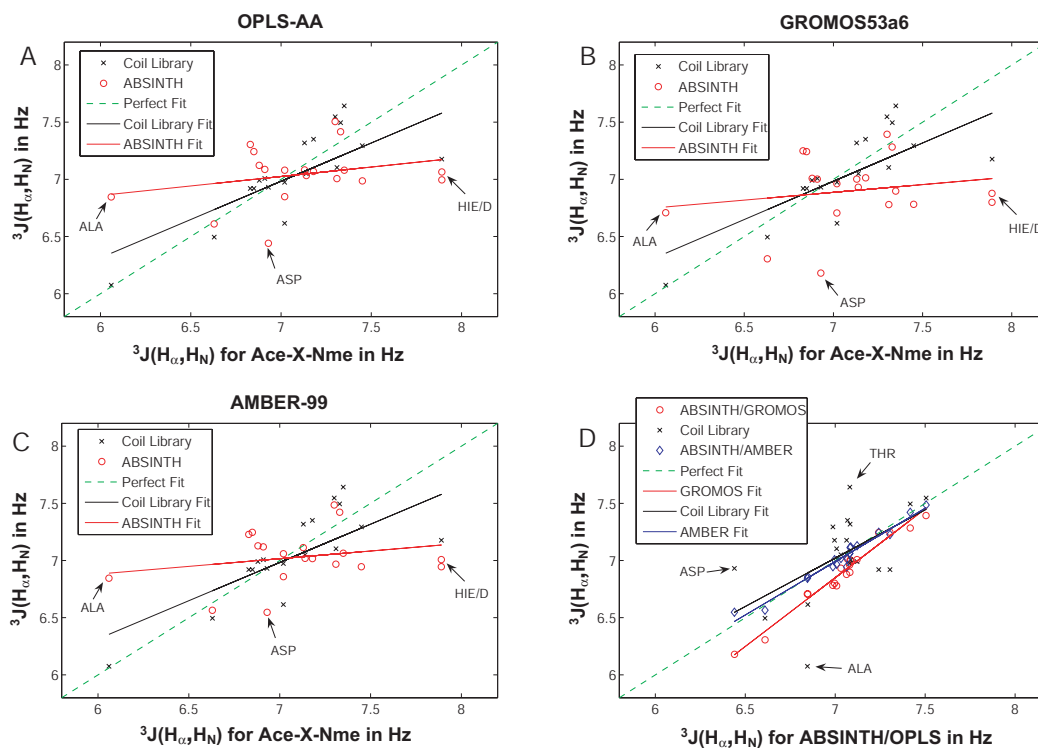 OPLS-AA
A
8
7.5
7
6.5
6
6
6.5
7
7.5
8
Coil Library
ABSINTH
Perfect Fit
Coil Library Fit
ABSINTH Fit
ALA
ASP
HIE/D
³J(Hα,HN) in Hz
³J(Hα,HN) for Ace-X-Nme in Hz
GROMOS53a6
B
8
7.5
7
6.5
6
6
6.5
7
7.5
8
Coil Library
ABSINTH
Perfect Fit
Coil Library Fit
ABSINTH Fit
ALA
ASP
HIE/D
³J(Hα,HN) in Hz
³J(Hα,HN) for Ace-X-Nme in Hz
AMBER-99
C
8
7.5
7
6.5
6
6
6.5
7
7.5
8
Coil Library
ABSINTH
Perfect Fit
Coil Library Fit
ABSINTH Fit
ALA
ASP
HIE/D
³J(Hα,HN) in Hz
³J(Hα,HN) for Ace-X-Nme in Hz
D
8
7.5
7
6.5
6
6
6.5
7
7.5
8
ABSINTH/GROMOS
Coil Library
ABSINTH/AMBER
Perfect Fit
GROMOS Fit
Coil Library Fit
AMBER Fit
THR
ASP
ALA
³J(Hα,HN) in Hz
³J(Hα,HN) for ABSINTH/OPLS in Hz